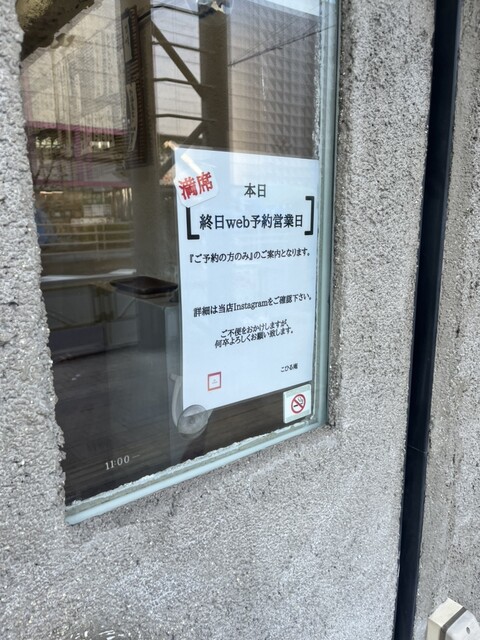 満席
本日
[終日web予約営業日]
『ご予約の方のみ』のご案内となります。
詳細は当店Instagramをご確認下さい。
ご不便をおかけしますが、
何卒よろしくお願い致します。
こひる庵
11:00—